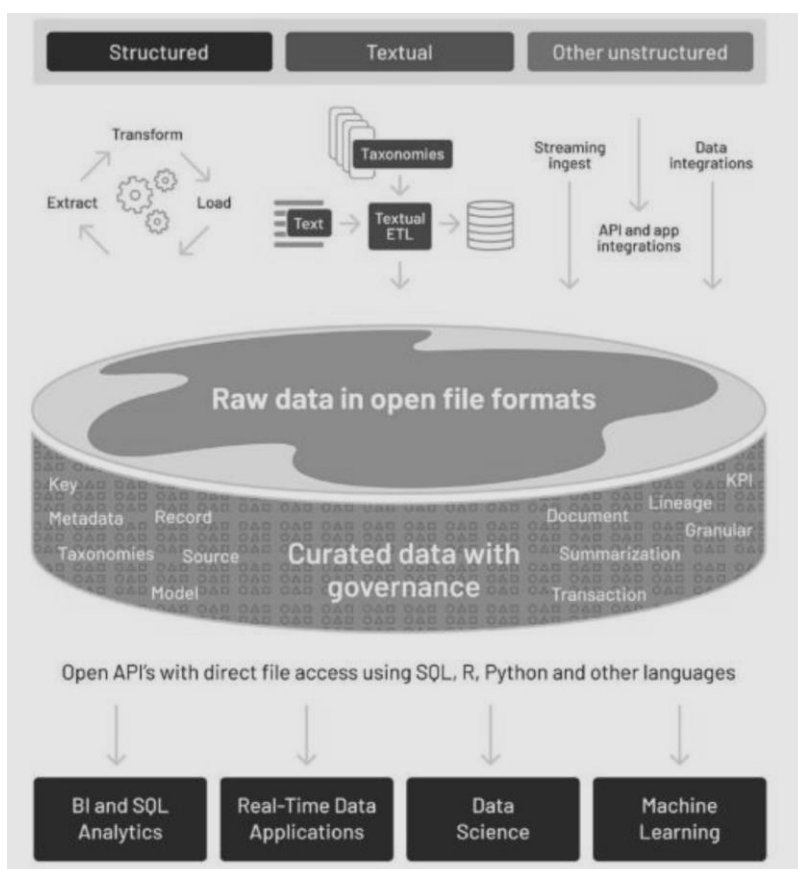 Structured
Textual
Other unstructured
Transform
Extract
Load
Taxonomies
Text
Textual
ETL
Streaming
ingest
API and app
integrations
Data
integrations
Raw data in open file formats
Key
Metadata
Record
Taxonomies
Source
Model
Curated data with
governance
Document
Lineage
KPI
Granular
Summarization
Transaction
Open API's with direct file access using SQL, R, Python and other languages
BI and SQL
Analytics
Real-Time Data
Applications
Data
Science
Machine
Learning